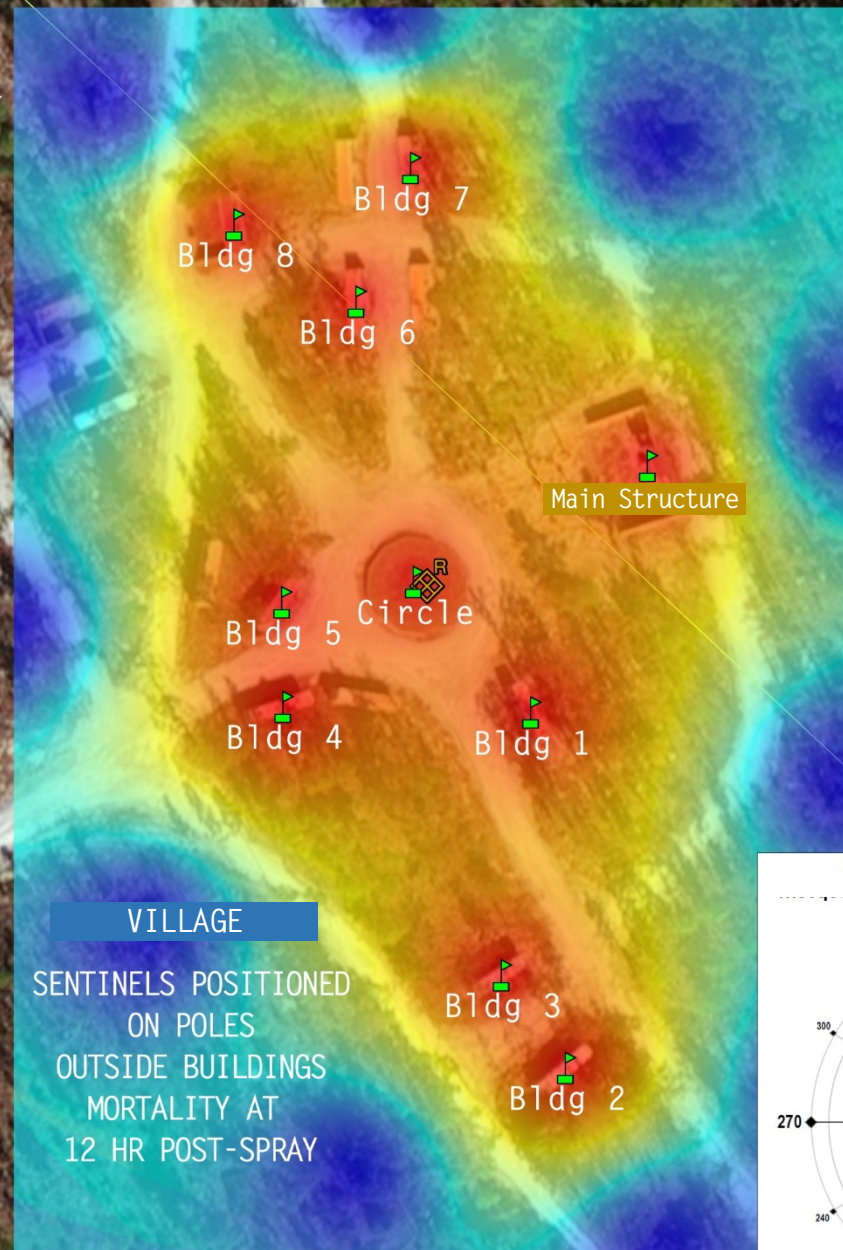 Bldg 7
Bldg 8
Bldg 6
Main Structure
R
Circle
Bldg 5
Bldg 4
Bldg 1
VILLAGE
SENTINELS POSITIONED
ON POLES
OUTSIDE BUILDINGS
MORTALITY AT
12 HR POST-SPRAY
Bldg 3
Bldg 2
300
270
240